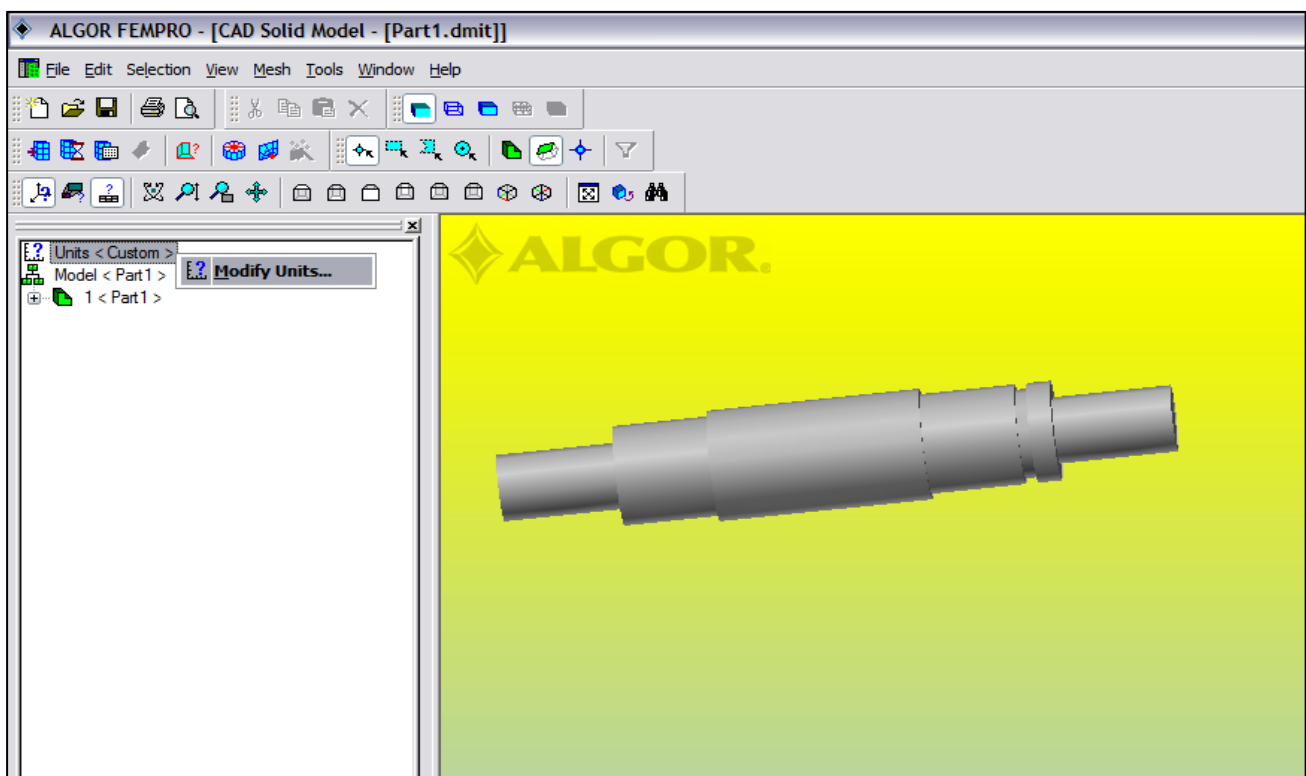 ALGOR FEMPRO - [CAD Solid Model - [Part1.dmit]]
File Edit Selection View Mesh Tools Window Help
Units < Custom >
Modify Units...
Model < Part1 >
1 < Part1 >
ALGOR®